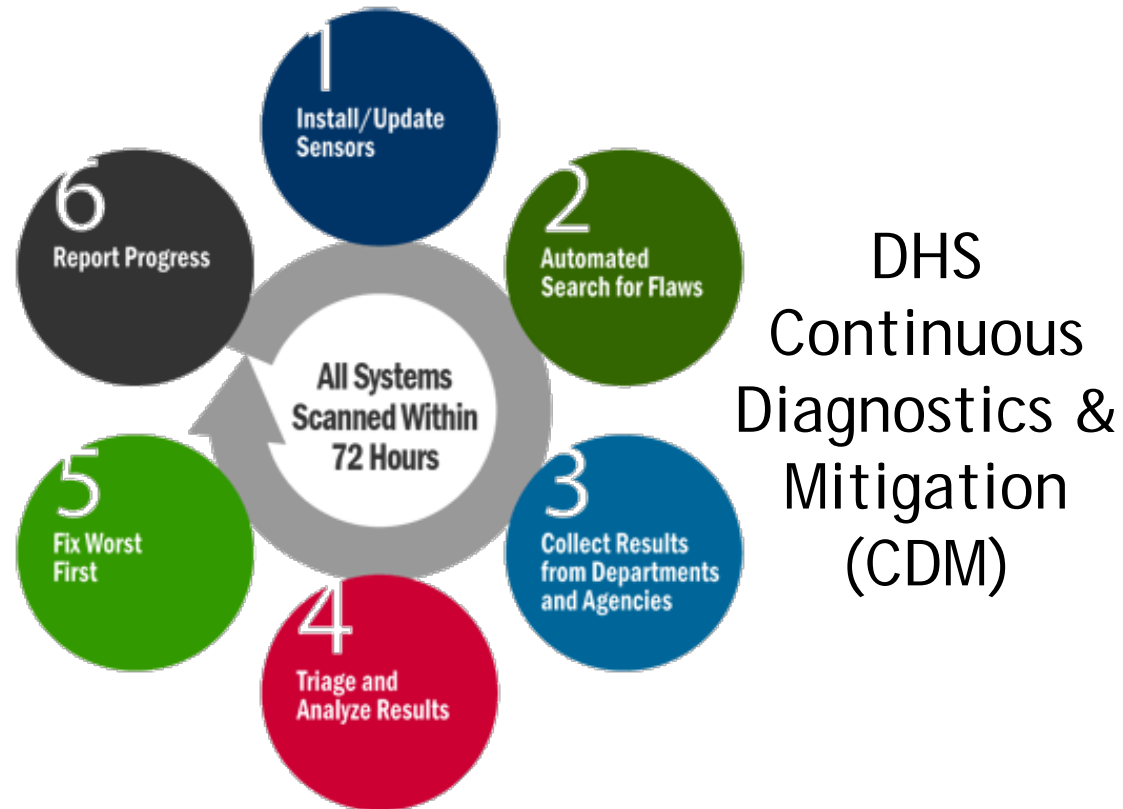 1
Install/Update
Sensors
2
Automated
Search for Flaws
3
Collect Results
from Departments
and Agencies
4
Triage and
Analyze Results
5
Fix Worst
First
6
Report Progress
All Systems
Scanned Within
72 Hours
DHS
Continuous
Diagnostics &
Mitigation
(CDM)